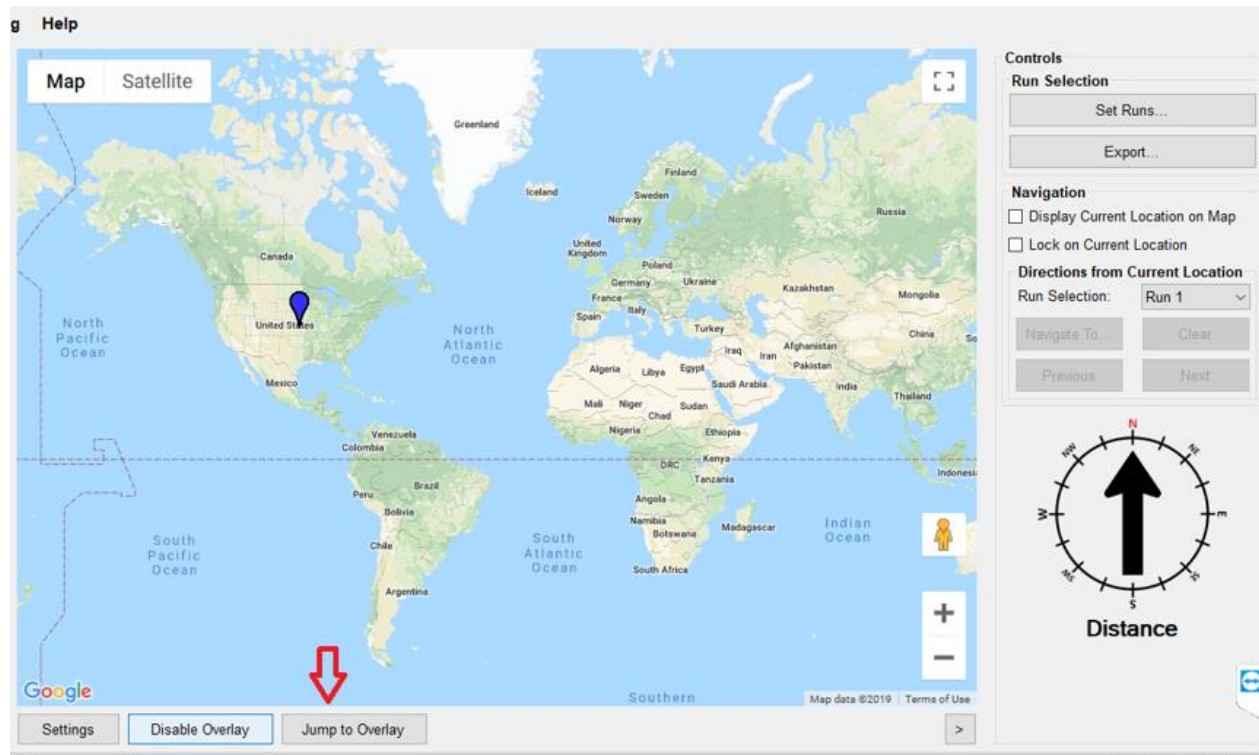 g Help
Map Satellite
Greenland
Iceland
Finland
Sweden
Norway
Russia
Canada
United
Kingdom
Poland
Germany
Ukraine
Kazakhstan
Mongolia
France
Italy
Spain
Turkey
United States
North
Pacific
Ocean
North
Atlantic
Ocean
China
So
Afghanistan
Iraq
Iran
Pakistan
Algeria
Libya
Egypt
Saudi Arabia
India
Thailand
Mexico
Mali
Niger
Chad
Sudan
Nigeria
Ethiopia
Venezuela
Colombia
DRC
Kenya
Tanzania
Indonesi
Peru
Brazil
Bolivia
Angola
Namibia
Botswana
Madagascar
Indian
Ocean
South
Pacific
Ocean
Chile
South
Atlantic
Ocean
South Africa
Argentina
Southern
Google
Map data ©2019 Terms of Use
Settings Disable Overlay Jump to Overlay >
Controls
Run Selection
Set Runs...
Export...
Navigation
Display Current Location on Map
Lock on Current Location
Directions from Current Location
Run Selection: Run 1
Navigate To... Clear
Previous Next
N
NW NE
W E
SW SE
S
Distance